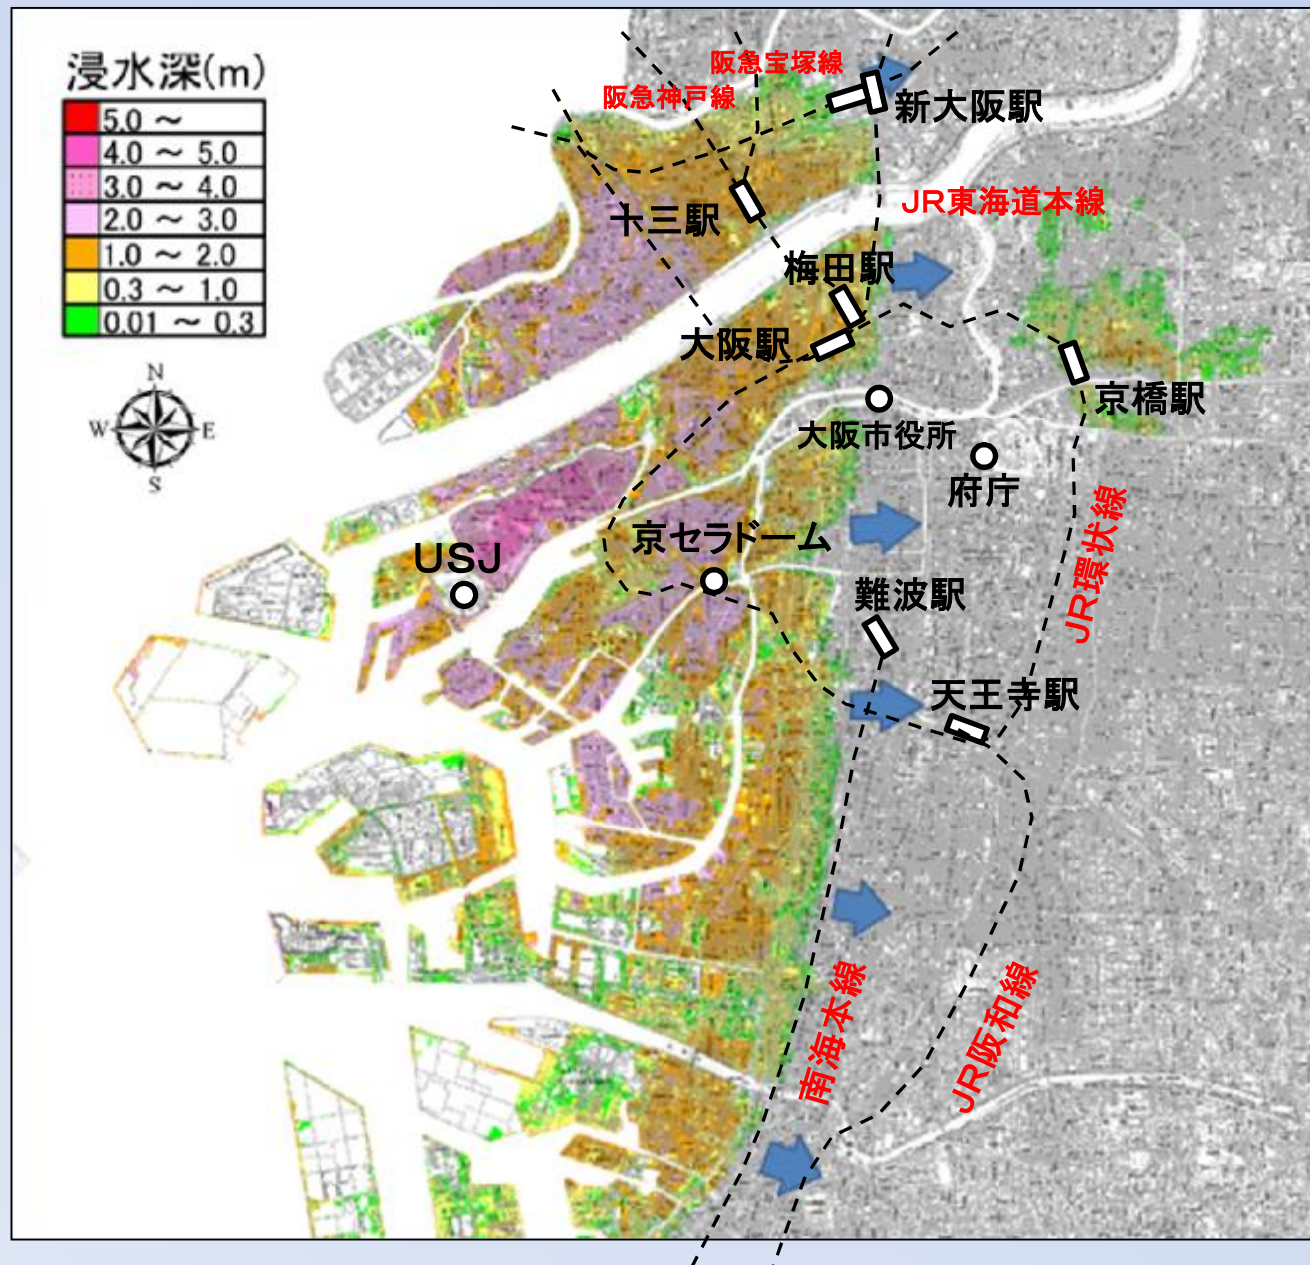 浸水深(m)
5.0 ～
4.0 ～ 5.0
3.0 ～ 4.0
2.0 ～ 3.0
1.0 ～ 2.0
0.3 ～ 1.0
0.01 ～ 0.3
N
W
E
S
阪急宝塚線
阪急神戸線
新大阪駅
JR東海道本線
十三駅
梅田駅
大阪駅
京橋駅
大阪市役所
府庁
京セラドーム
USJ
JR環状線
難波駅
天王寺駅
南海本線
JR阪和線